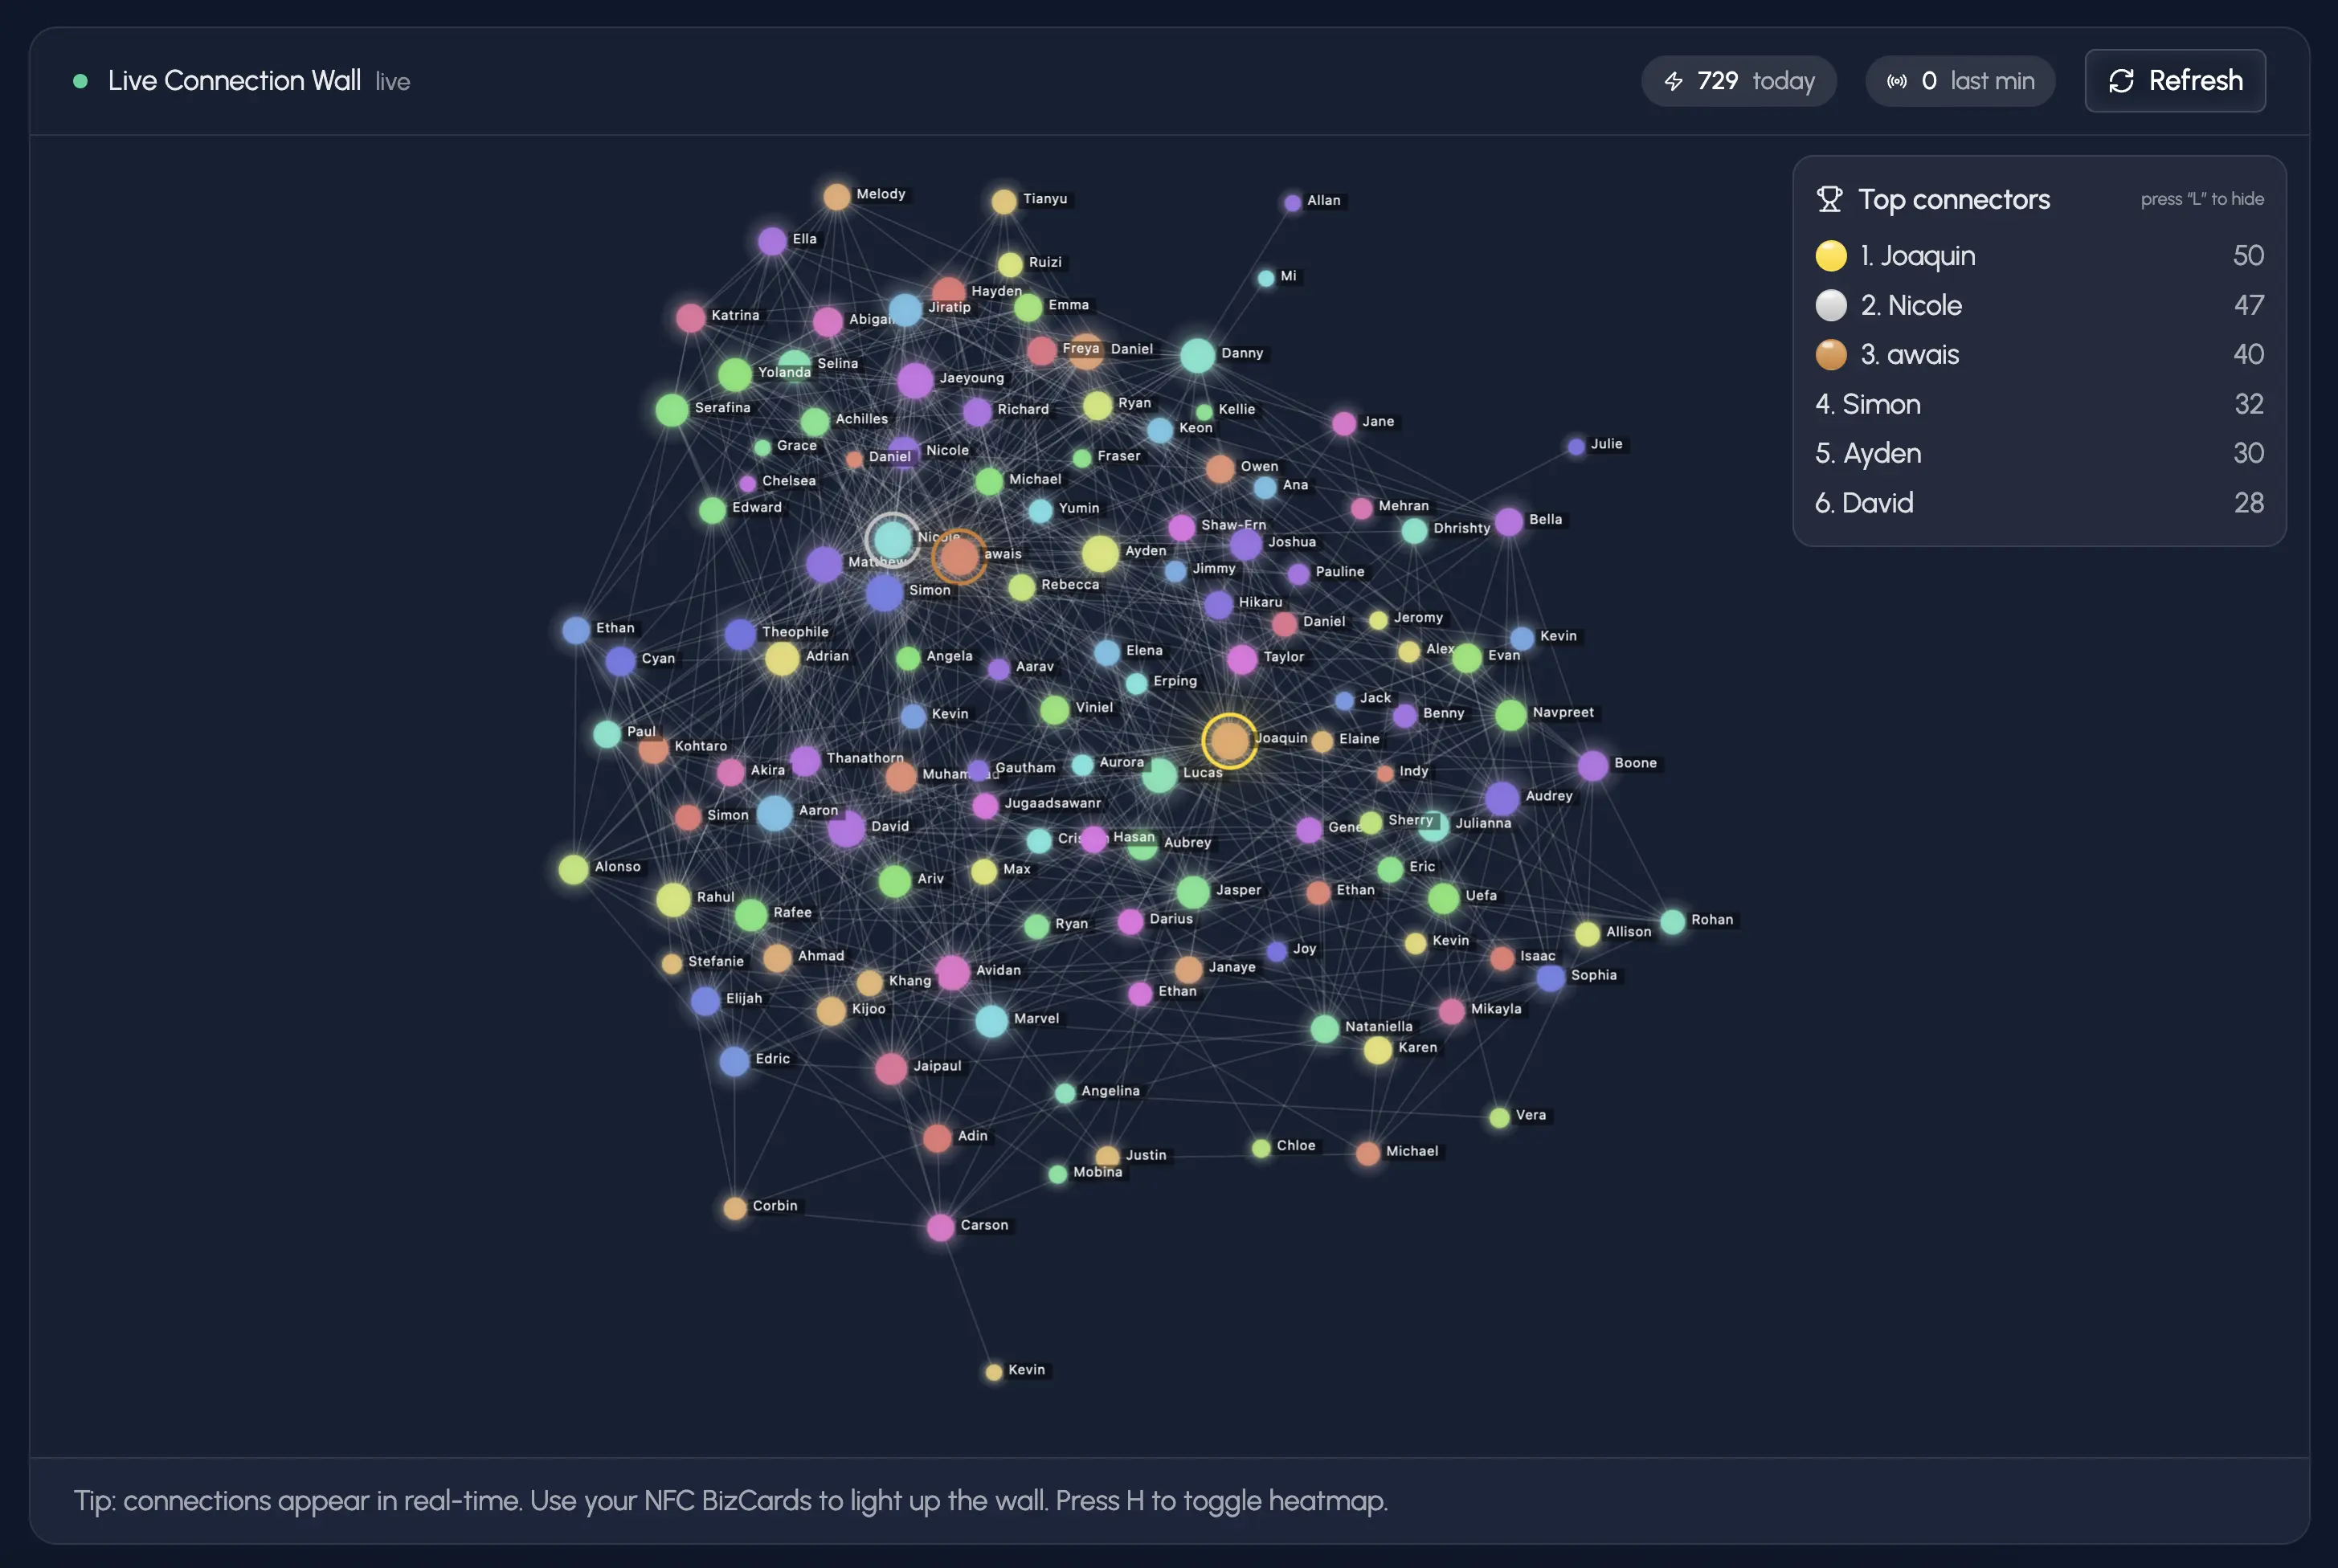 Live Connection Wall live
729 today
0 last min
Refresh
Top connectors
press "L" to hide
1. Joaquin 50
2. Nicole 47
3. awais 40
4. Simon 32
5. Ayden 30
6. David 28
Melody
Tianyu
Allan
Ella
Ruizi
Mi
Hayden
Jiratip
Emma
Katrina
Freya
Daniel
Danny
Selina
Yolanda
Jaeyoung
Serafina
Achilles
Richard
Ryan
Kellie
Keon
Jane
Julie
Grace
Daniel
Nicole
Fraser
Owen
Chelsea
Michael
Ana
Edward
Yumin
Mehran
Shaw-Ern
Dhrishty
Bella
Nicole
awais
Ayden
Joshua
Matthew
Jimmy
Pauline
Simon
Rebecca
Hikaru
Daniel
Jeromy
Ethan
Theophile
Kevin
Cyan
Adrian
Angela
Aarav
Elena
Taylor
Alex
Evan
Erping
Jack
Kevin
Viniel
Benny
Navpreet
Paul
Kohtaro
Joaquin
Elaine
Thanathorn
Akira
Gautham
Aurora
Lucas
Indy
Boone
Jugaadsawanr
Audrey
Simon
Aaron
David
Hasan
Aubrey
Sherry
Julianna
Alonso
Ariv
Max
Eric
Rahul
Rafee
Jasper
Ethan
Uefa
Ryan
Darius
Rohan
Allison
Stefanie
Ahmad
Kevin
Joy
Isaac
Khang
Avidan
Janaye
Sophia
Elijah
Kijoo
Ethan
Mikayla
Marvel
Nataniella
Karen
Edric
Jaipaul
Angelina
Vera
Adin
Justin
Chloe
Michael
Mobina
Corbin
Carson
Kevin
Tip: connections appear in real-time. Use your NFC BizCards to light up the wall. Press H to toggle heatmap.